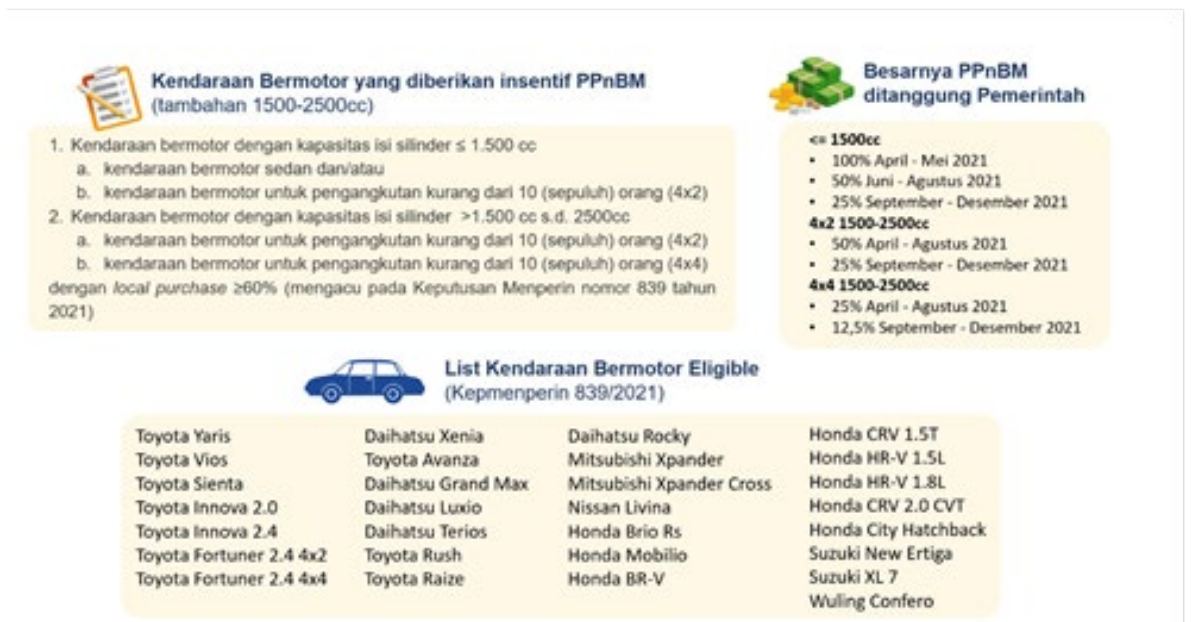 Kendaraan Bermotor yang diberikan insentif PPnBM
(tambahan 1500-2500cc)
1. Kendaraan bermotor dengan kapasitas isi silinder ≤ 1.500 cc
a. kendaraan bermotor sedan dan/atau
b. kendaraan bermotor untuk pengangkutan kurang dari 10 (sepuluh) orang (4x2)
2. Kendaraan bermotor dengan kapasitas isi silinder >1.500 cc s.d. 2500cc
a. kendaraan bermotor untuk pengangkutan kurang dari 10 (sepuluh) orang (4x2)
b. kendaraan bermotor untuk pengangkutan kurang dari 10 (sepuluh) orang (4x4)
dengan local purchase ≥60% (mengacu pada Keputusan Menperin nomor 839 tahun
2021)
Besarnya PPnBM
ditanggung Pemerintah
<= 1500cc
• 100% April - Mei 2021
• 50% Juni - Agustus 2021
• 25% September - Desember 2021
4x2 1500-2500cc
• 50% April - Agustus 2021
• 25% September - Desember 2021
4x4 1500-2500cc
• 25% April - Agustus 2021
• 12,5% September - Desember 2021
List Kendaraan Bermotor Eligible
(Kepmenperin 839/2021)
Toyota Yaris
Toyota Vios
Toyota Sienta
Toyota Innova 2.0
Toyota Innova 2.4
Toyota Fortuner 2.4 4x2
Toyota Fortuner 2.4 4x4
Daihatsu Xenia
Toyota Avanza
Daihatsu Grand Max
Daihatsu Luxio
Daihatsu Terios
Toyota Rush
Toyota Raize
Daihatsu Rocky
Mitsubishi Xpander
Mitsubishi Xpander Cross
Nissan Livina
Honda Brio Rs
Honda Mobilio
Honda BR-V
Honda CRV 1.5T
Honda HR-V 1.5L
Honda HR-V 1.8L
Honda CRV 2.0 CVT
Honda City Hatchback
Suzuki New Ertiga
Suzuki XL 7
Wuling Confero